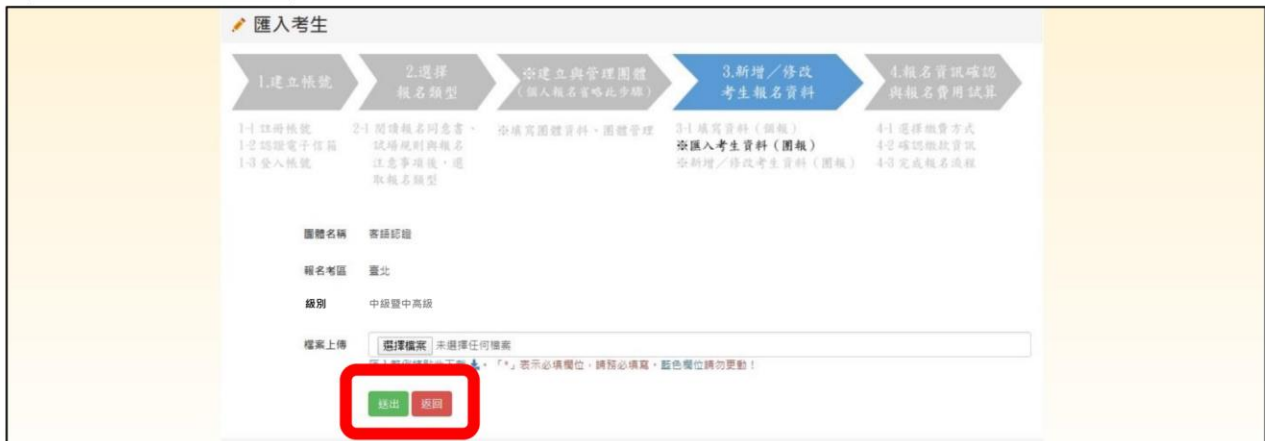 匯入考生
1.建立帳號
2.選擇
報名類型
※建立與管理團體
(個人報名省略此步驟)
3.新增／修改
考生報名資料
4.報名資訊確認
與報名費用試算
1-1 註冊帳號
1-2 認證電子信箱
1-3 登入帳號
2-1 閱讀報名同意書、
試場規則與報名
注意事項後，選
取報名類型
※填寫團體資料、團體管理
3-1 填寫資料（個報）
※匯入考生資料（團報）
※新增／修改考生資料（團報）
4-1 選擇繳費方式
4-2 確認繳款資訊
4-3 完成報名流程
團體名稱 客語認證
報名考區 臺北
級別 中級暨中高級
檔案上傳 選擇檔案 未選擇任何檔案
「*」表示必填欄位，請務必填寫，藍色欄位請勿更動！
送出 返回